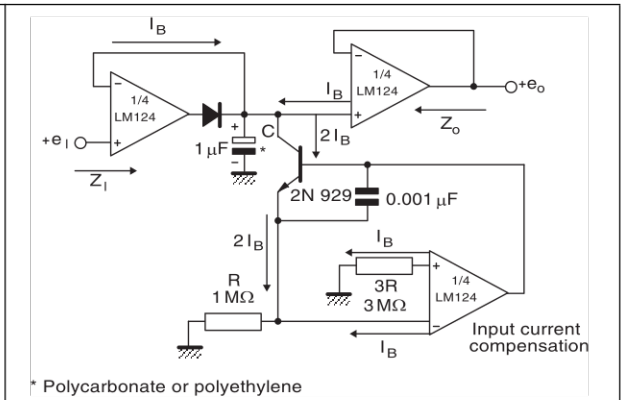 I_B
1/4
LM124
+e_I
Z_I
1 μF
*
C
I_B
2I_B
1/4
LM124
+e_o
Z_o
2N 929
0.001 μF
2I_B
R
1 MΩ
I_B
3R
3 MΩ
1/4
LM124
I_B
Input current
compensation
* Polycarbonate or polyethylene